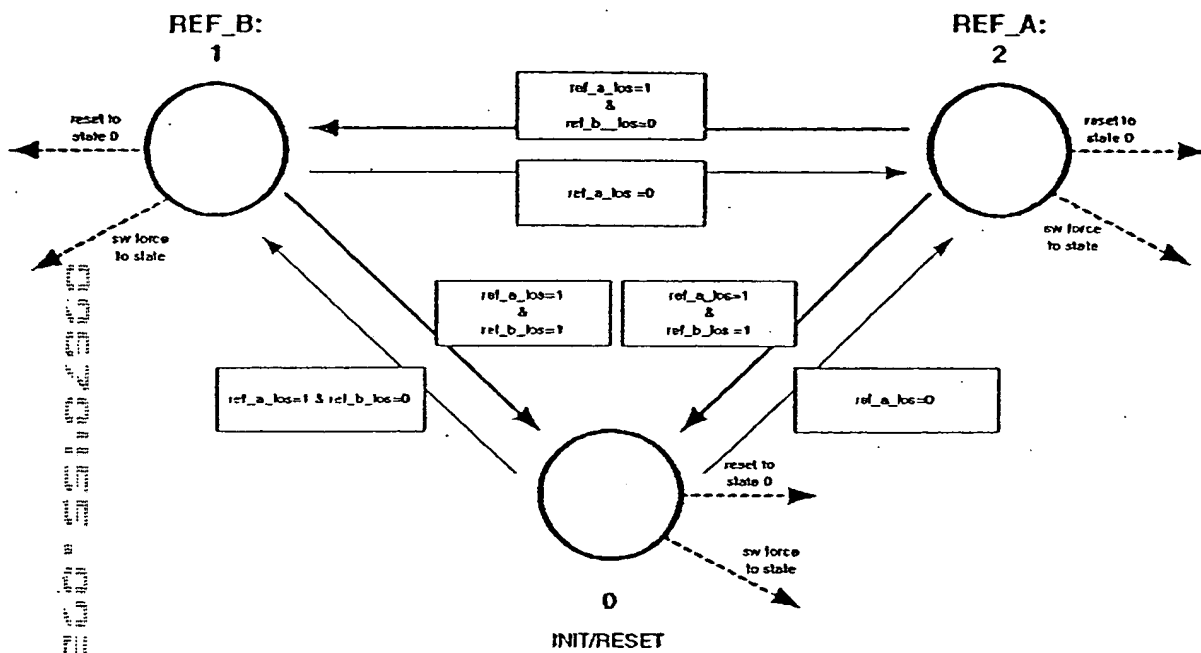 REF_B:
1
REF_A:
2
ref_a_los=1
&
ref_b__los=0
reset to
state 0
reset to
state 0
ref_a_los =0
sw force
to state
sw force
to state
ref_a_los=1
&
ref_b_los=1
ref_a_los=1
&
ref_b_los =1
ref_a_los=1 & ref_b_los=0
ref_a_los=0
reset to
state 0
sw force
to state
0
INIT/RESET